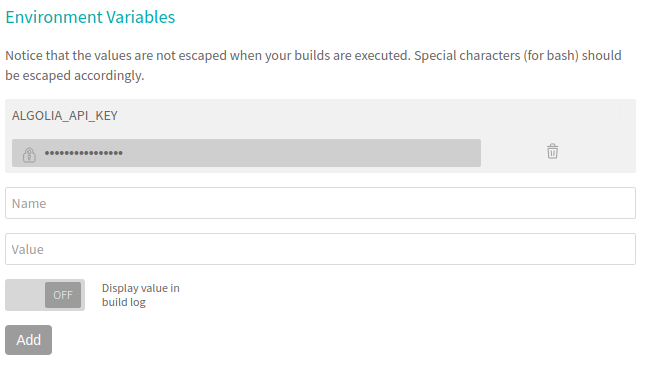 Environment Variables
Notice that the values are not escaped when your builds are executed. Special characters (for bash) should
be escaped accordingly.
ALGOLIA_API_KEY
••••••••••••••••
Name
Value
OFF
Display value in
build log
Add